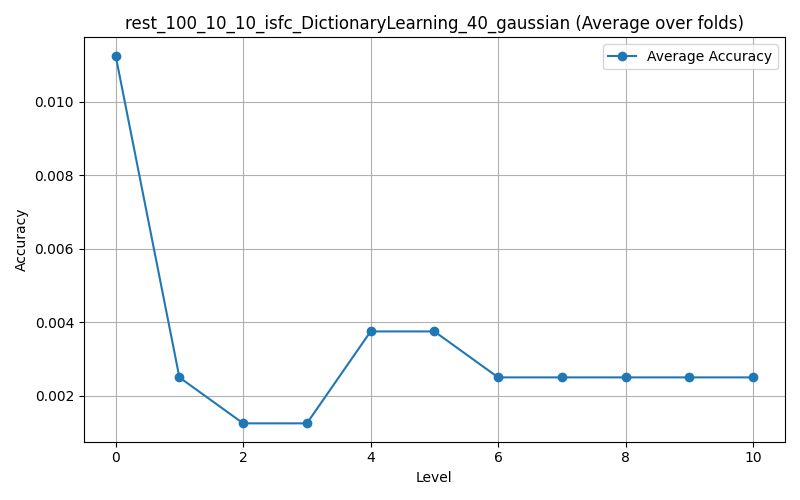 rest_100_10_10_isfc_DictionaryLearning_40_gaussian (Average over folds)
Average Accuracy
0.010
0.008
0.006
0.004
0.002
Accuracy
0 2 4 6 8 10
Level